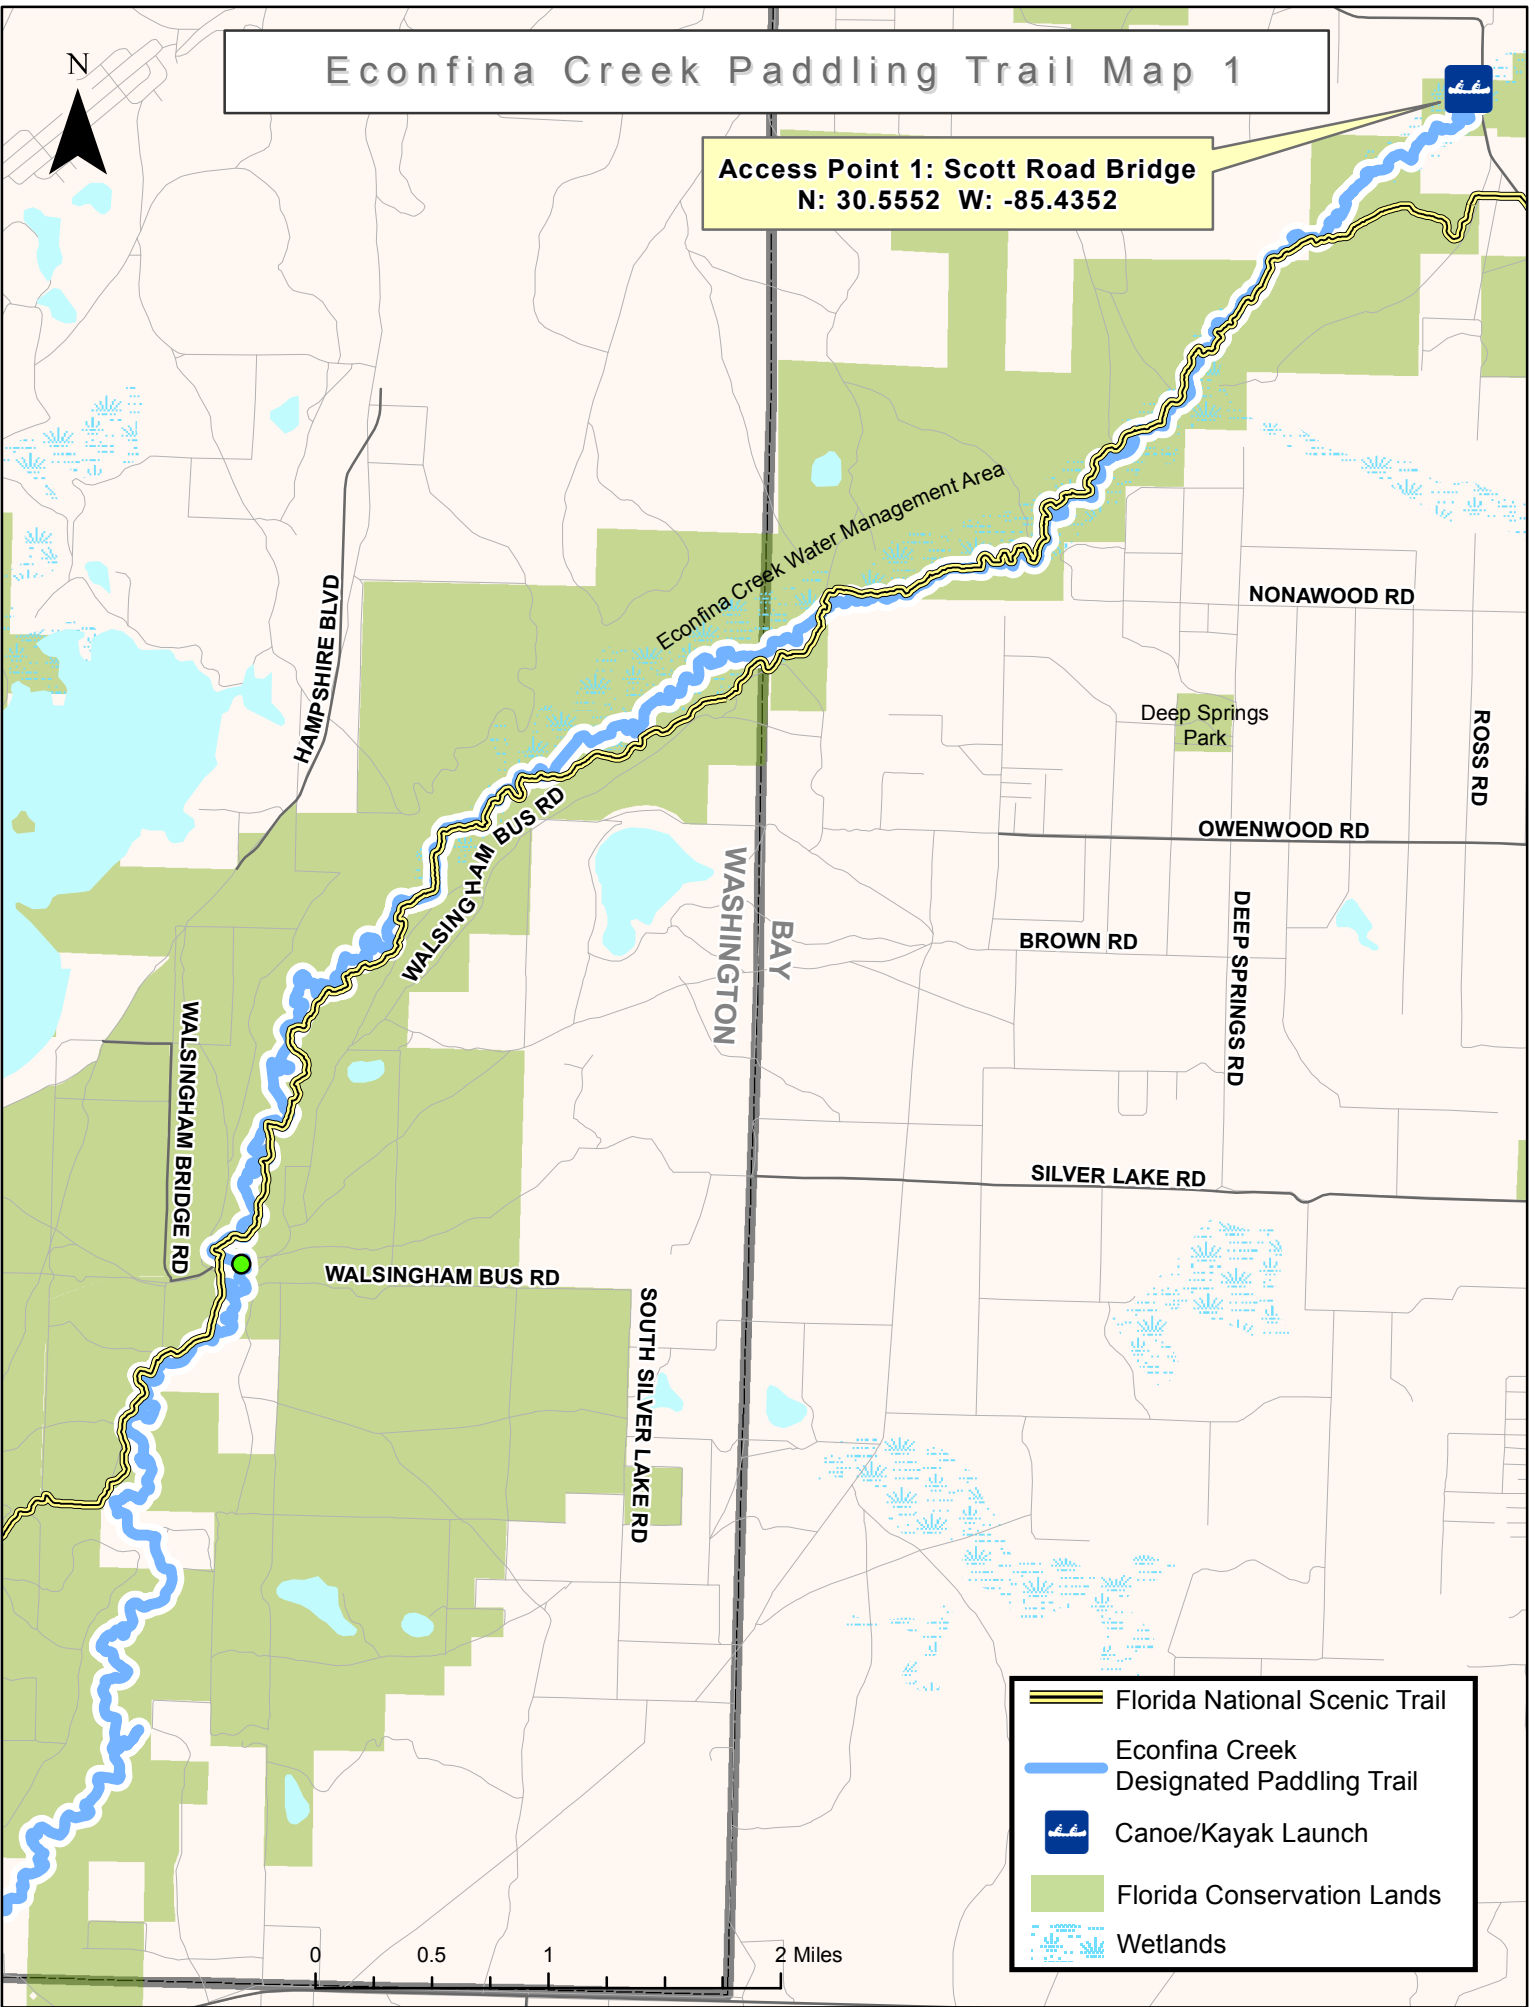 Econfina Creek Paddling Trail Map 1
N
Access Point 1: Scott Road Bridge
N: 30.5552  W: -85.4352
Econfina Creek Water Management Area
HAMPSHIRE BLVD
NONAWOOD RD
Deep Springs
Park
ROSS RD
OWENWOOD RD
WALSINGHAM BUS RD
WASHINGTON
BAY
BROWN RD
DEEP SPRINGS RD
WALSINGHAM BRIDGE RD
SILVER LAKE RD
WALSINGHAM BUS RD
SOUTH SILVER LAKE RD
Florida National Scenic Trail
Econfina Creek
Designated Paddling Trail
Canoe/Kayak Launch
Florida Conservation Lands
Wetlands
0 0.5 1 2 Miles